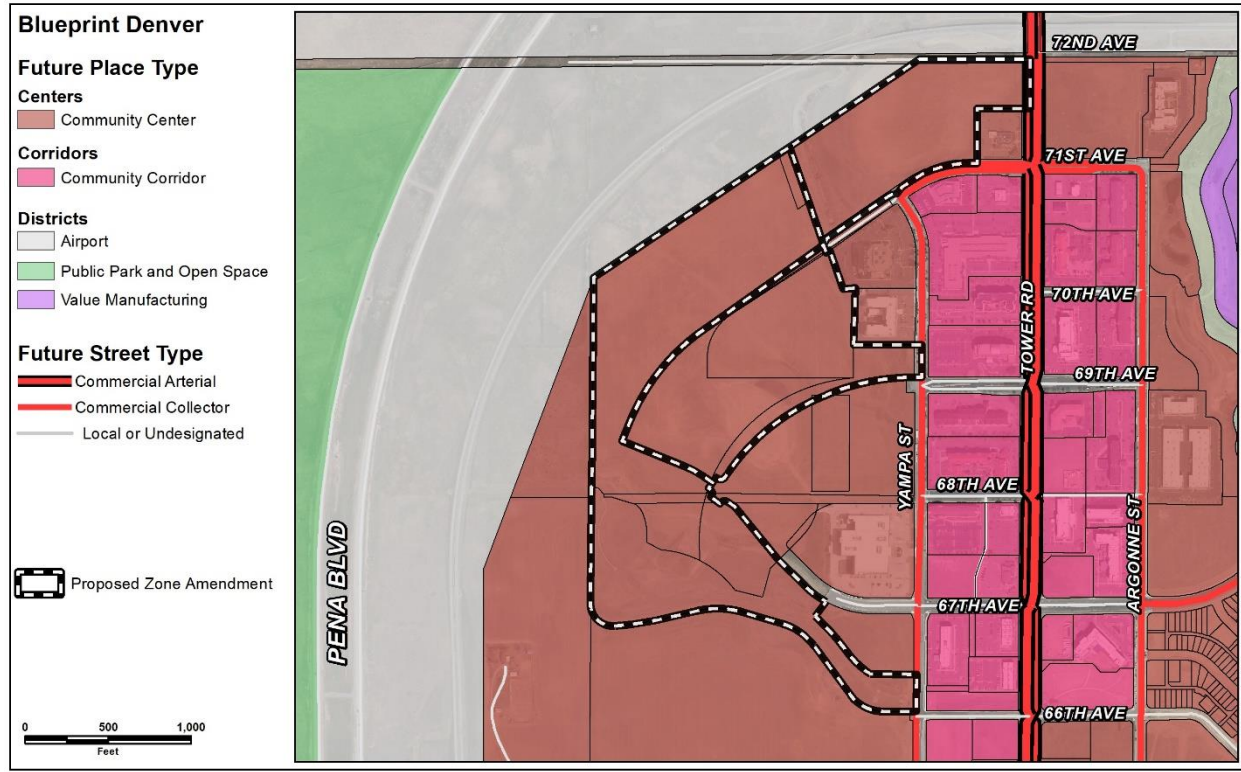 Blueprint Denver
Future Place Type
Centers
Community Center
Corridors
Community Corridor
Districts
Airport
Public Park and Open Space
Value Manufacturing
Future Street Type
Commercial Arterial
Commercial Collector
Local or Undesignated
Proposed Zone Amendment
0 500 1,000
Feet
72ND AVE
71ST AVE
70TH AVE
TOWER RD
69TH AVE
YAMPA ST
68TH AVE
ARGONNE ST
PENA BLVD
67TH AVE
66TH AVE